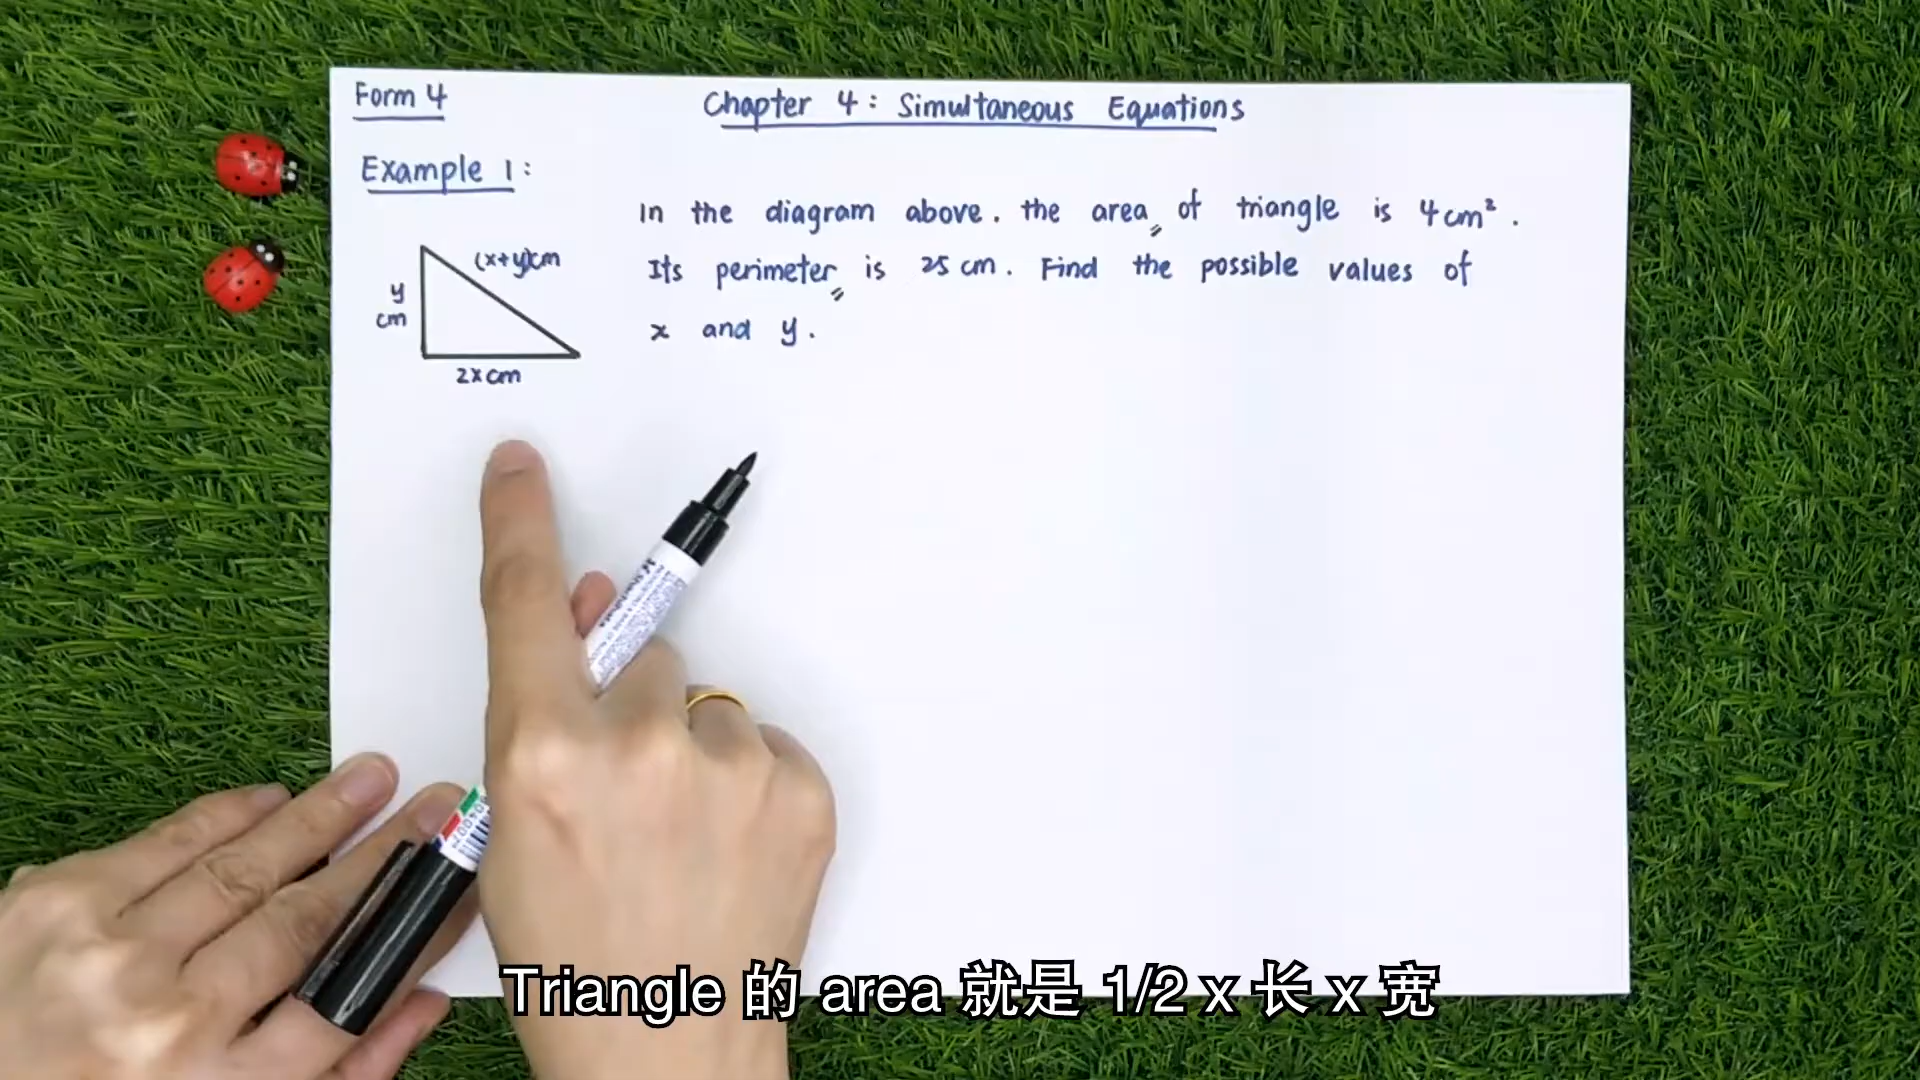 Form 4
Chapter 4: Simultaneous Equations
Example 1:
In the diagram above. the area of triangle is 4cm².
Its perimeter is 25 cm. Find the possible values of
x and y.
(x+y)cm
y
cm
2x cm
Triangle 的 area 就是 1/2 x 长 x 宽